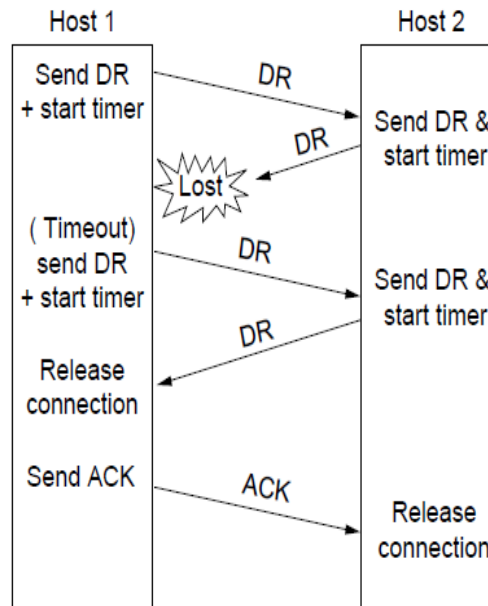 Host 1
Host 2
Send DR
+ start timer
DR
Send DR &
start timer
DR
Lost
( Timeout)
send DR
+ start timer
DR
Send DR &
start timer
DR
Release
connection
Send ACK
ACK
Release
connection